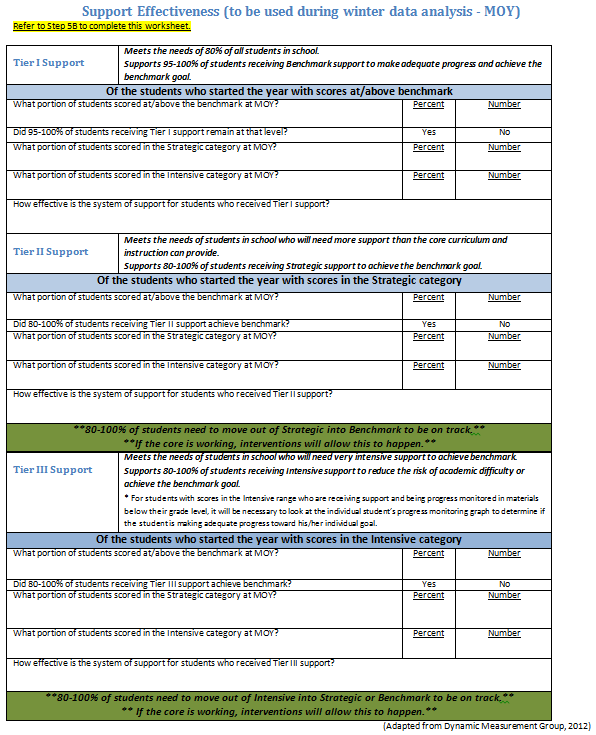 Support Effectiveness (to be used during winter data analysis - MOY)
Refer to Step 5B to complete this worksheet.
Tier I Support
Meets the needs of 80% of all students in school.
Supports 95-100% of students receiving Benchmark support to make adequate progress and achieve the
benchmark goal.
Of the students who started the year with scores at/above benchmark
What portion of students scored at/above the benchmark at MOY? Percent Number
Did 95-100% of students receiving Tier I support remain at that level? Yes No
What portion of students scored in the Strategic category at MOY? Percent Number
What portion of students scored in the Intensive category at MOY? Percent Number
How effective is the system of support for students who received Tier I support?
Tier II Support
Meets the needs of students in school who will need more support than the core curriculum and
instruction can provide.
Supports 80-100% of students receiving Strategic support to achieve the benchmark goal.
Of the students who started the year with scores in the Strategic category
What portion of students scored at/above the benchmark at MOY? Percent Number
Did 80-100% of students receiving Tier II support achieve benchmark? Yes No
What portion of students scored in the Strategic category at MOY? Percent Number
What portion of students scored in the Intensive category at MOY? Percent Number
How effective is the system of support for students who received Tier II support?
**80-100% of students need to move out of Strategic into Benchmark to be on track.**
**If the core is working, interventions will allow this to happen.**
Tier III Support
Meets the needs of students in school who will need very intensive support to achieve benchmark.
Supports 80-100% of students receiving Intensive support to reduce the risk of academic difficulty or
achieve the benchmark goal.
* For students with scores in the Intensive range who are receiving support and being progress monitored in materials
below their grade level, it will be necessary to look at the individual student's progress monitoring graph to determine if
the student is making adequate progress toward his/her individual goal.
Of the students who started the year with scores in the Intensive category
What portion of students scored at/above the benchmark at MOY? Percent Number
Did 80-100% of students receiving Tier III support achieve benchmark? Yes No
What portion of students scored in the Strategic category at MOY? Percent Number
What portion of students scored in the Intensive category at MOY? Percent Number
How effective is the system of support for students who received Tier III support?
**80-100% of students need to move out of Intensive into Strategic or Benchmark to be on track.**
** If the core is working, interventions will allow this to happen.**
(Adapted from Dynamic Measurement Group, 2012)